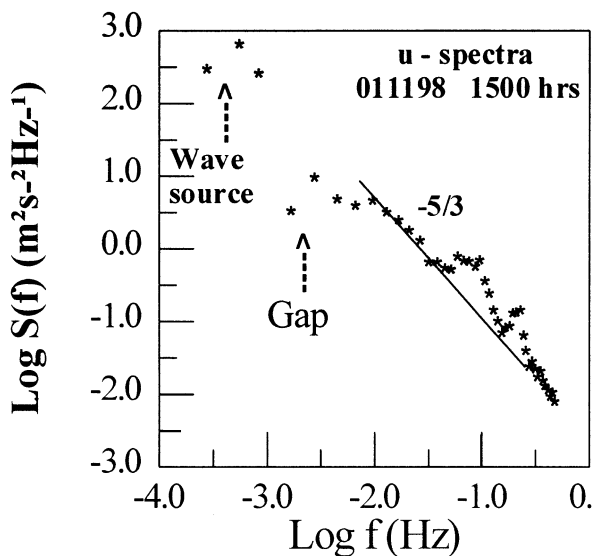 3.0
2.0
1.0
0.0
-1.0
-2.0
-3.0
Log S(f) (m²s-²Hz-¹)
u - spectra
011198 1500 hrs
Wave
source
-5/3
Gap
-4.0 -3.0 -2.0 -1.0 0.
Log f (Hz)